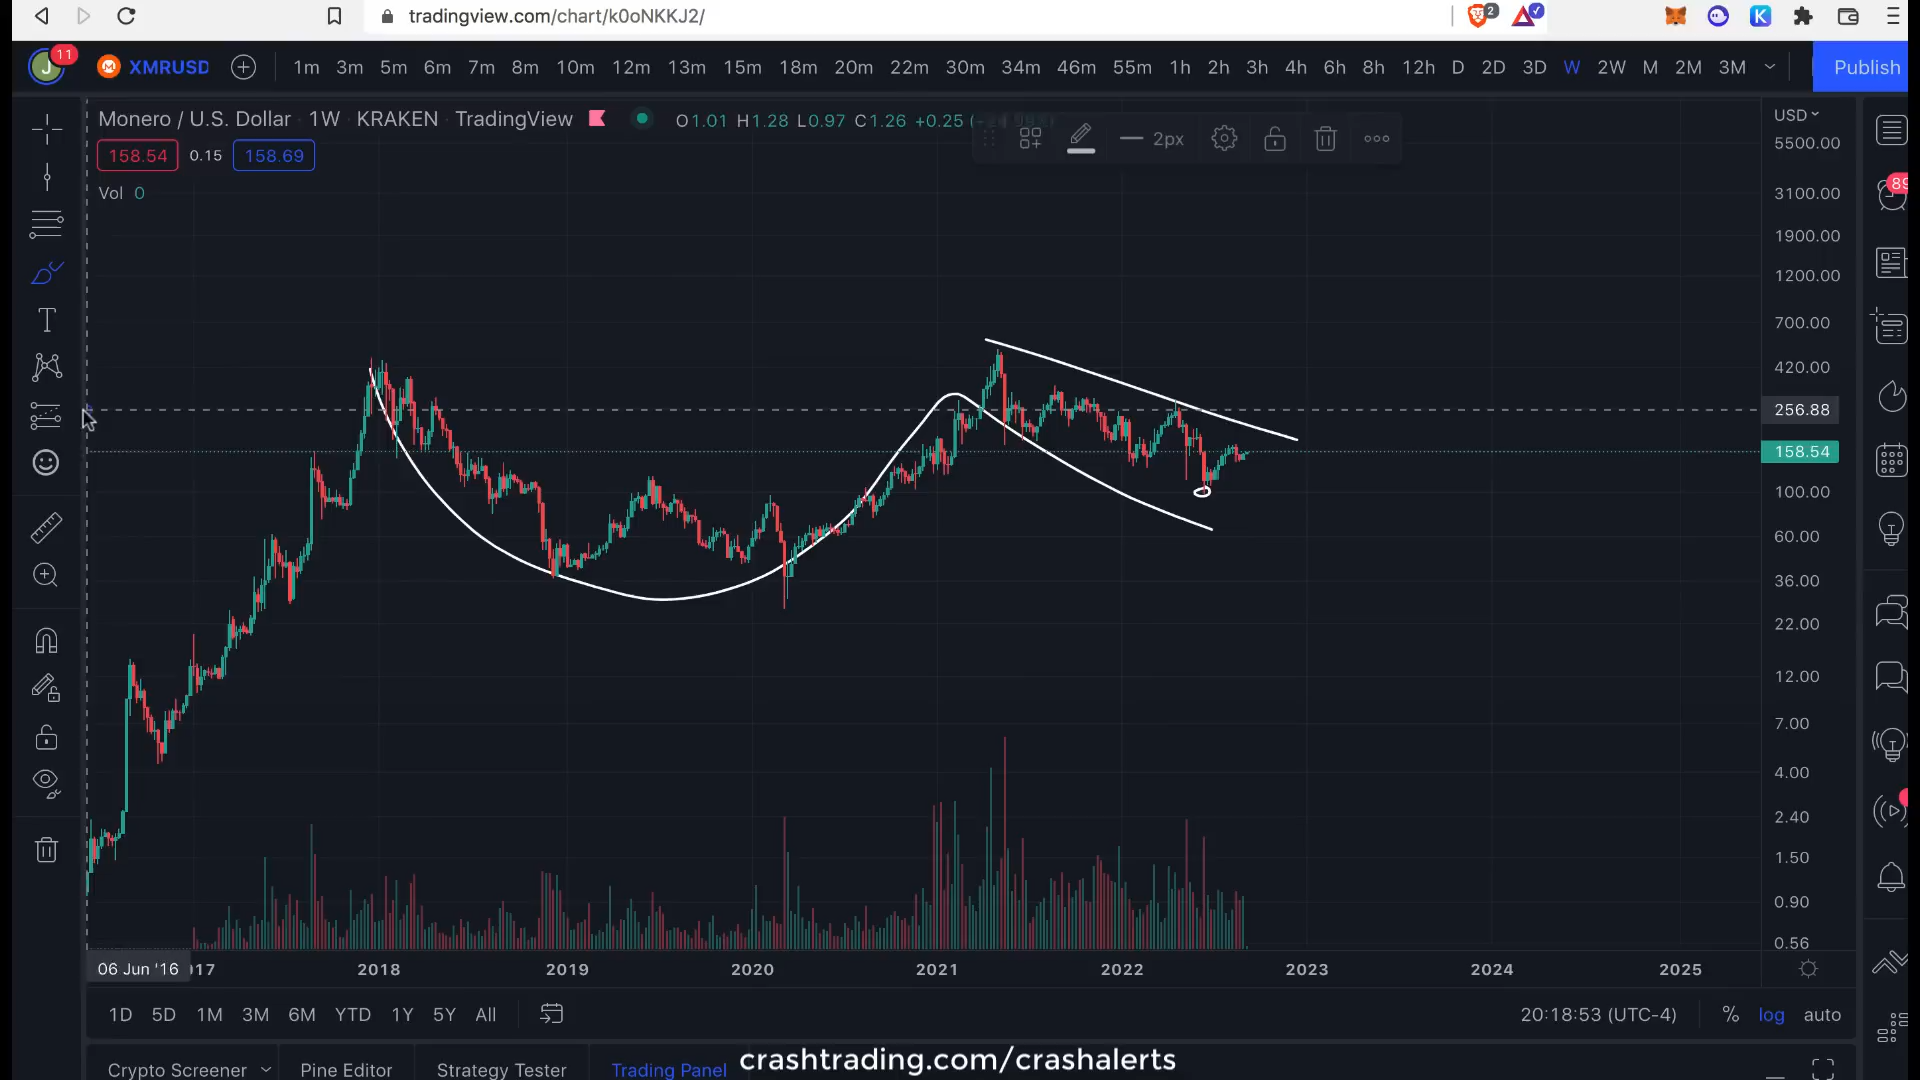 tradingview.com/chart/k0oNKKJ2/
2
J
11
XMRUSD
1m 3m 5m 6m 7m 8m 10m 12m 13m 15m 18m 20m 22m 30m 34m 46m 55m 1h 2h 3h 4h 6h 8h 12h D 2D 3D W 2W M 2M 3M
Publish
Monero / U.S. Dollar · 1W · KRAKEN · TradingView
O1.01 H1.28 L0.97 C1.26 +0.25
2px
158.54 0.15 158.69
Vol 0
USD
5500.00
3100.00
1900.00
1200.00
700.00
420.00
256.88
158.54
100.00
60.00
36.00
22.00
12.00
7.00
4.00
2.40
1.50
0.90
0.56
89
K
T
06 Jun '16 017 2018 2019 2020 2021 2022 2023 2024 2025
1D 5D 1M 3M 6M YTD 1Y 5Y All
20:18:53 (UTC-4) % log auto
Crypto Screener Pine Editor Strategy Tester Trading Panel
crashtrading.com/crashalerts